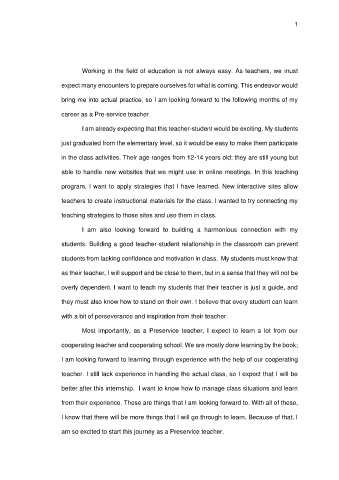 1
Working in the field of education is not always easy. As teachers, we must
expect many encounters to prepare ourselves for what is coming. This endeavor would
bring me into actual practice, so I am looking forward to the following months of my
career as a Pre-service teacher.
I am already expecting that this teacher-student would be exciting. My students
just graduated from the elementary level, so it would be easy to make them participate
in the class activities. Their age ranges from 12-14 years old; they are still young but
able to handle new websites that we might use in online meetings. In this teaching
program, I want to apply strategies that I have learned. New interactive sites allow
teachers to create instructional materials for the class. I wanted to try connecting my
teaching strategies to those sites and use them in class.
I am also looking forward to building a harmonious connection with my
students. Building a good teacher-student relationship in the classroom can prevent
students from lacking confidence and motivation in class. My students must know that
as their teacher, I will support and be close to them, but in a sense that they will not be
overly dependent. I want to teach my students that their teacher is just a guide, and
they must also know how to stand on their own. I believe that every student can learn
with a bit of perseverance and inspiration from their teacher.
Most importantly, as a Preservice teacher, I expect to learn a lot from our
cooperating teacher and cooperating school. We are mostly done learning by the book;
I am looking forward to learning through experience with the help of our cooperating
teacher. I still lack experience in handling the actual class, so I expect that I will be
better after this internship. I want to know how to manage class situations and learn
from their experience. These are things that I am looking forward to. With all of these,
I know that there will be more things that I will go through to learn. Because of that, I
am so excited to start this journey as a Preservice teacher.